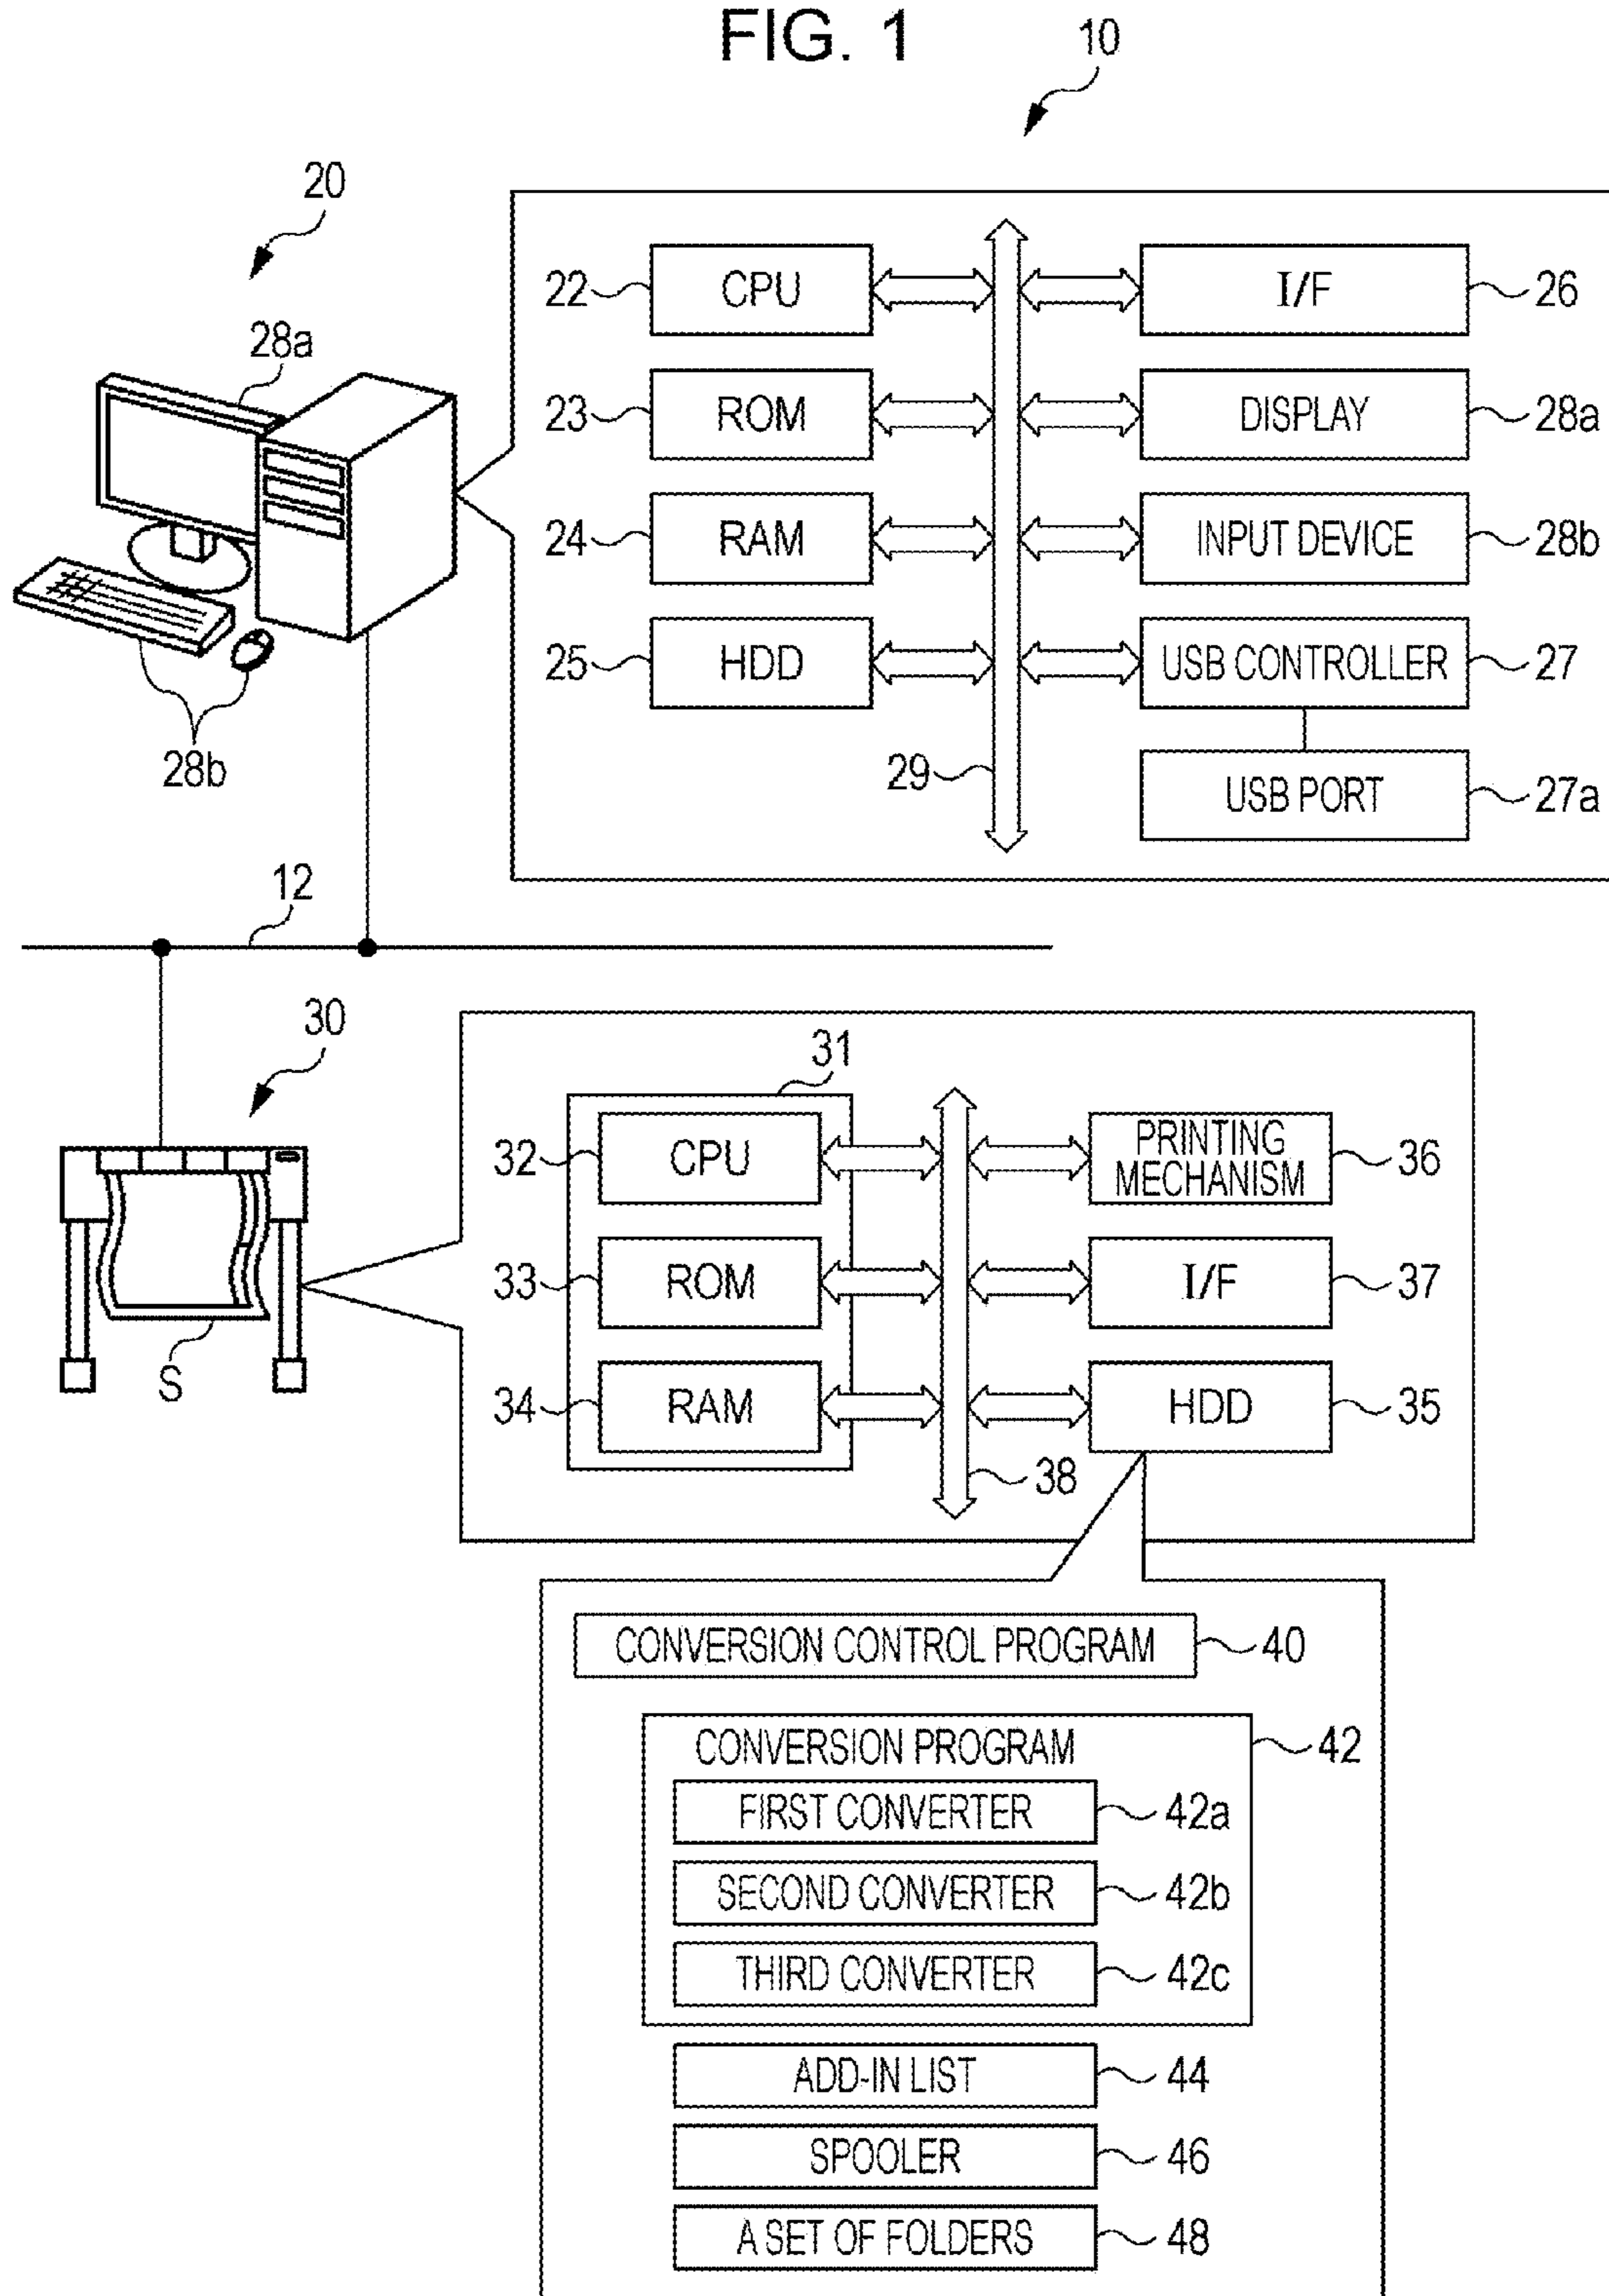 FIG. 1
10
20
28a
28b
22 CPU
I/F 26
23 ROM
DISPLAY 28a
24 RAM
INPUT DEVICE 28b
25 HDD
USB CONTROLLER 27
29
USB PORT 27a
12
30
S
31
32 CPU
PRINTING
MECHANISM 36
33 ROM
I/F 37
34 RAM
HDD 35
38
CONVERSION CONTROL PROGRAM 40
CONVERSION PROGRAM 42
FIRST CONVERTER 42a
SECOND CONVERTER 42b
THIRD CONVERTER 42c
ADD-IN LIST 44
SPOOLER 46
A SET OF FOLDERS 48